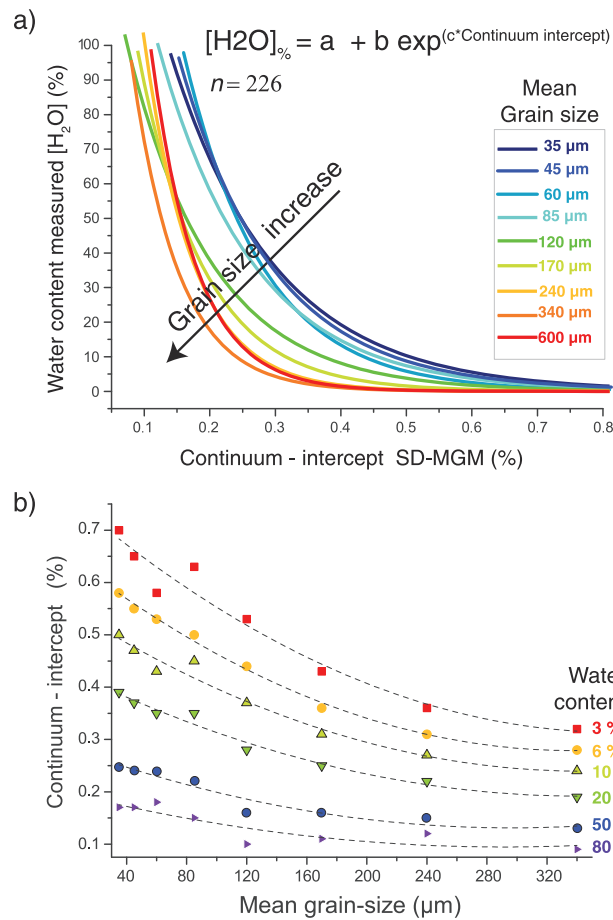 a)
[H2O]% = a + b exp(c*Continuum intercept)
n = 226
Mean
Grain size
35 µm
45 µm
60 µm
85 µm
120 µm
170 µm
240 µm
340 µm
600 µm
Grain size increase
Water content measured [H₂O] (%)
100
90
80
70
60
50
40
30
20
10
0
0.1 0.2 0.3 0.4 0.5 0.6 0.7 0.8
Continuum - intercept SD-MGM (%)
b)
Continuum - intercept (%)
0.7
0.6
0.5
0.4
0.3
0.2
0.1
Wate
conten
3 %
6 %
10
20
50
80
40 80 120 160 200 240 280 320
Mean grain-size (µm)